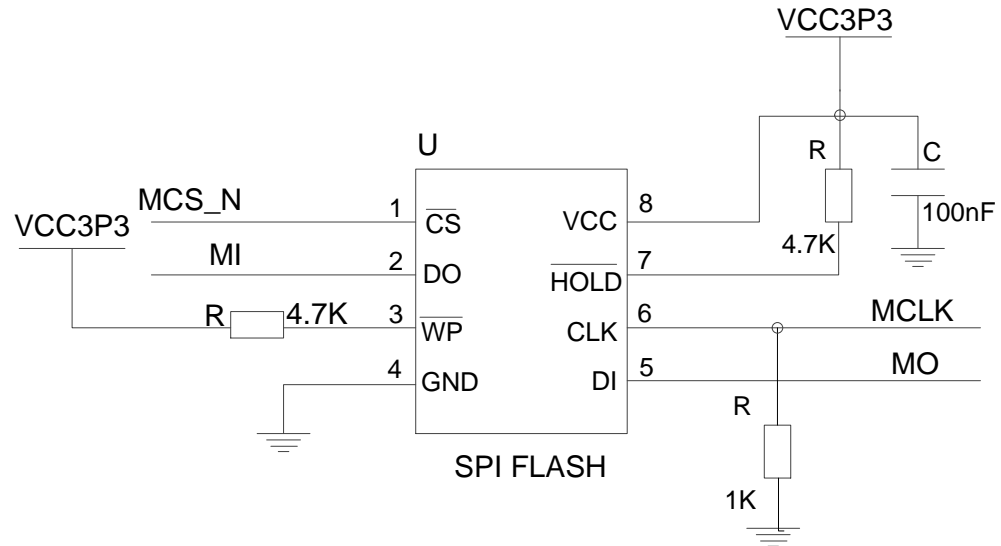 VCC3P3
U
R
C
MCS_N
1
CS
VCC
8
100nF
VCC3P3
MI
2
DO
HOLD
7
4.7K
R
4.7K
3
WP
CLK
6
MCLK
4
GND
DI
5
MO
R
SPI FLASH
1K